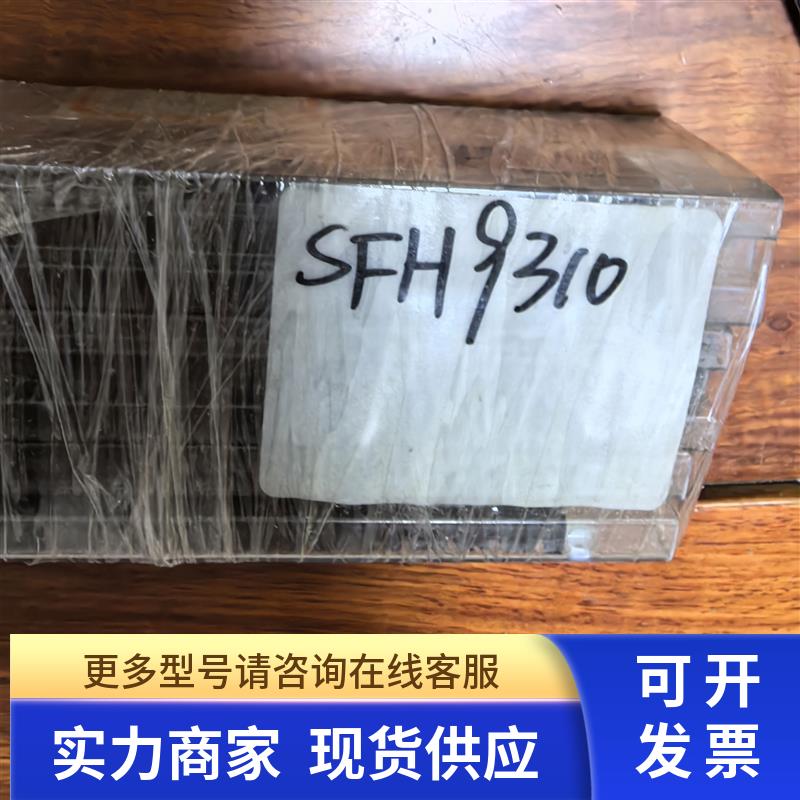 SFH9310
更多型号请咨询在线客服
实力商家 现货供应
可开
发票